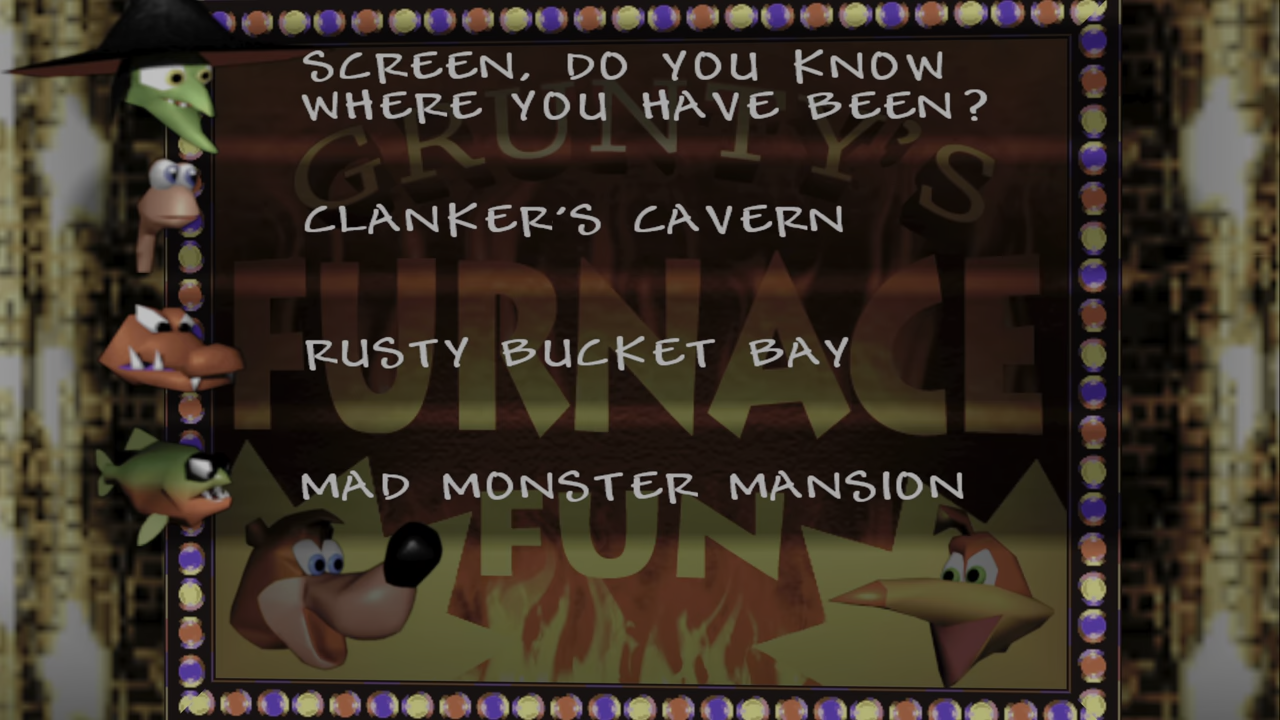 SCREEN, DO YOU KNOW
WHERE YOU HAVE BEEN?
GRUNTY'S
CLANKER'S CAVERN
FURNACE
RUSTY BUCKET BAY
MAD MONSTER MANSION
FUN